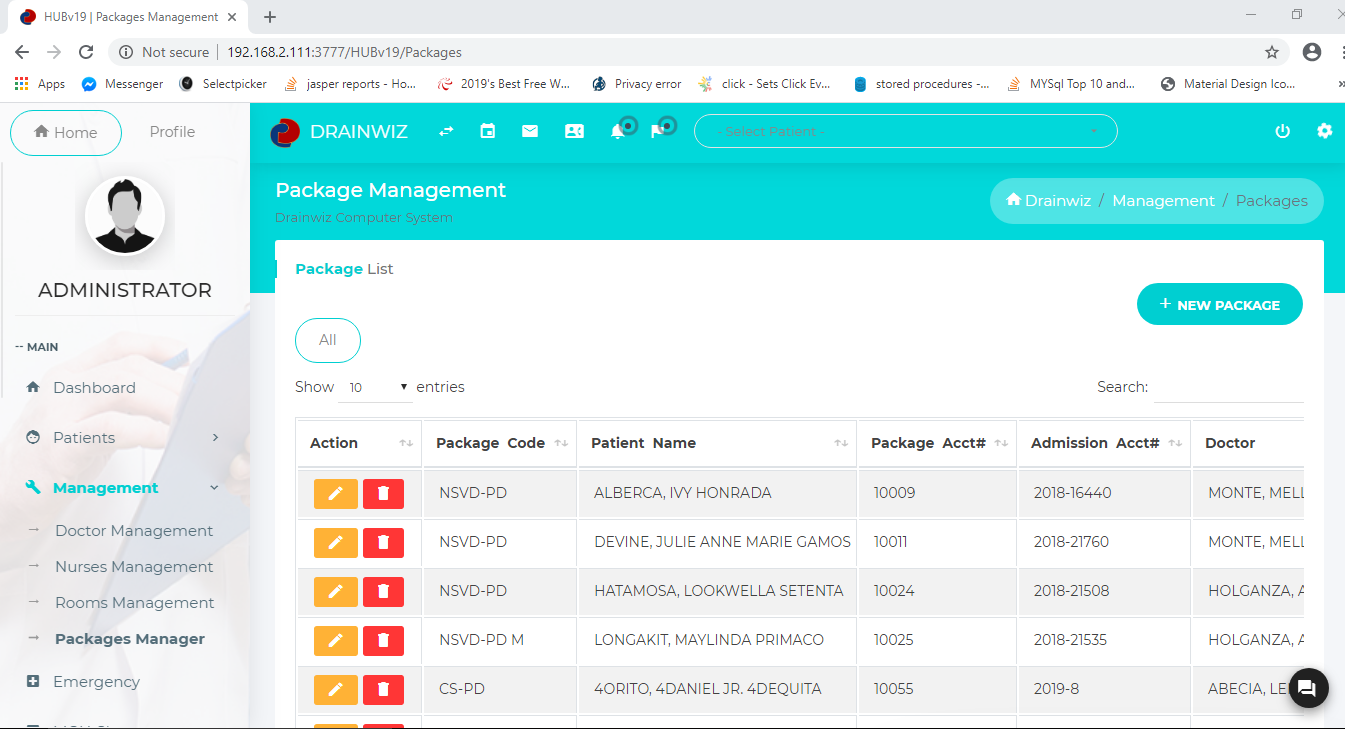 HUBv19 | Packages Management
Not secure | 192.168.2.111:3777/HUBv19/Packages
Apps Messenger Selectpicker jasper reports - Ho... 2019's Best Free W... Privacy error click - Sets Click Ev... stored procedures -... MYSql Top 10 and... Material Design Ico... »
Home Profile
DRAINWIZ - Select Patient -
ADMINISTRATOR
-- MAIN
Dashboard
Patients
Management
Doctor Management
Nurses Management
Rooms Management
Packages Manager
Emergency
Package Management
Drainwiz Computer System
Drainwiz / Management / Packages
Package List
+ NEW PACKAGE
All
Show 10 entries Search:
Action Package Code Patient Name Package Acct# Admission Acct# Doctor
NSVD-PD ALBERCA, IVY HONRADA 10009 2018-16440 MONTE, MELL
NSVD-PD DEVINE, JULIE ANNE MARIE GAMOS 10011 2018-21760 MONTE, MELL
NSVD-PD HATAMOSA, LOOKWELLA SETENTA 10024 2018-21508 HOLGANZA, A
NSVD-PD M LONGAKIT, MAYLINDA PRIMACO 10025 2018-21535 HOLGANZA, A
CS-PD 4ORITO, 4DANIEL JR. 4DEQUITA 10055 2019-8 ABECIA, LE